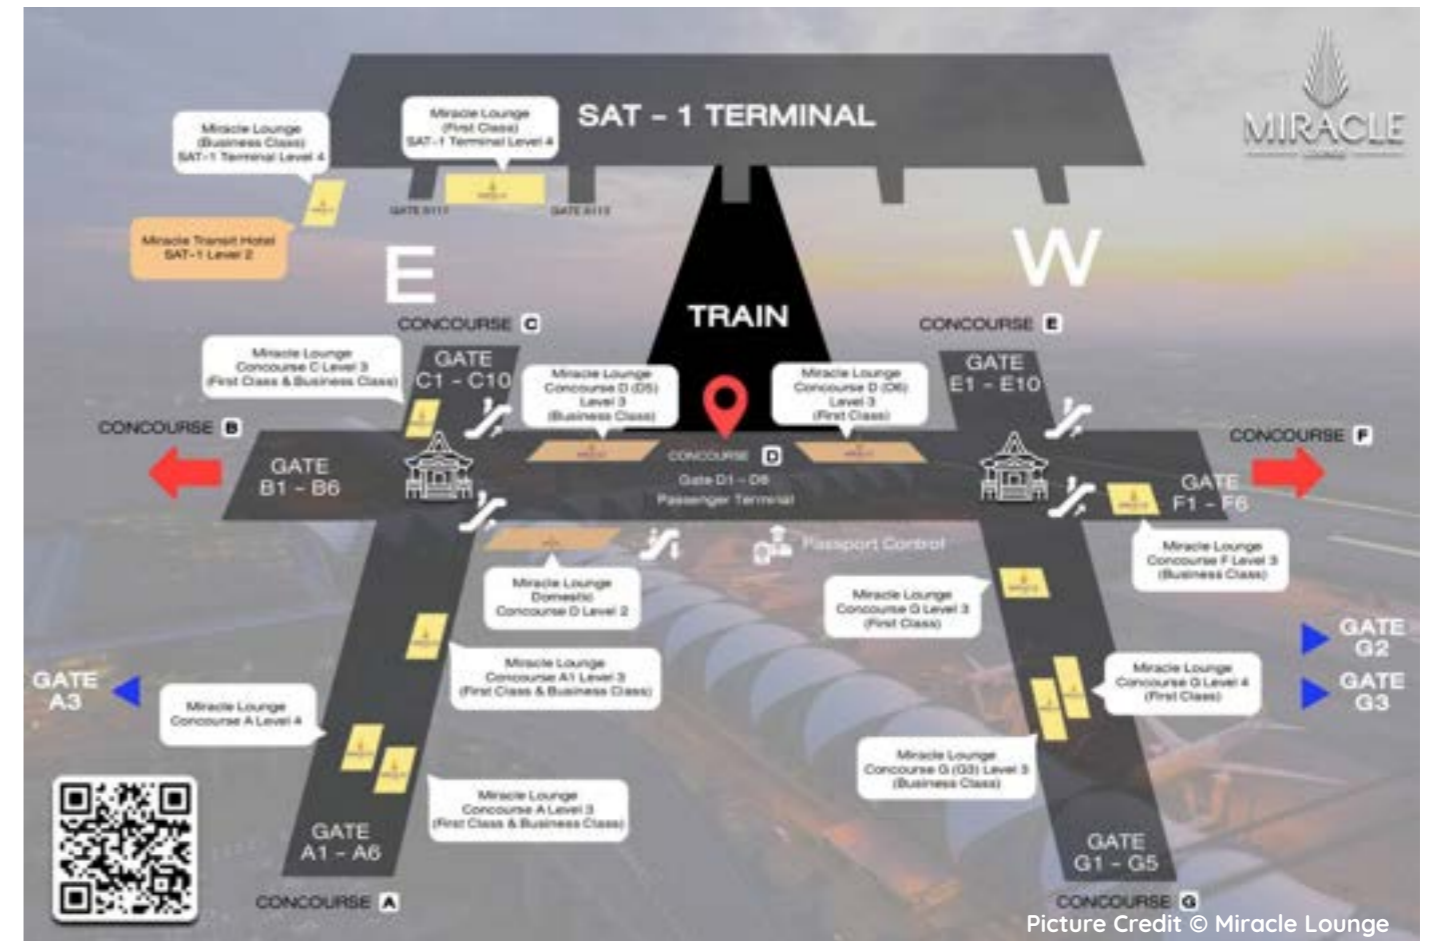 SAT - 1 TERMINAL
MIRACLE
Miracle Lounge
(Business Class)
SAT-1 Terminal Level 4
Miracle Lounge
(First Class)
SAT-1 Terminal Level 4
Miracle Transit Hotel
SAT-1 Level 2
E
W
TRAIN
CONCOURSE C
CONCOURSE E
Miracle Lounge
Concourse C Level 3
(First Class & Business Class)
GATE
C1 - C10
Miracle Lounge
Concourse D (D5)
Level 3
(Business Class)
Miracle Lounge
Concourse D (D6)
Level 3
(First Class)
GATE
E1 - E10
CONCOURSE B
GATE
B1 - B6
CONCOURSE D
Gate D1 - D8
Passenger Terminal
CONCOURSE F
GATE
F1 - F6
Passport Control
Miracle Lounge
Domestic
Concourse D Level 2
Miracle Lounge
Concourse F Level 3
(Business Class)
Miracle Lounge
Concourse G Level 3
(First Class)
Miracle Lounge
Concourse A1 Level 3
(First Class & Business Class)
Miracle Lounge
Concourse G Level 4
(First Class)
GATE
G2
GATE
G3
GATE
A3
Miracle Lounge
Concourse A Level 4
Miracle Lounge
Concourse G (G3) Level 3
(Business Class)
Miracle Lounge
Concourse A Level 3
(First Class & Business Class)
GATE
A1 - A6
GATE
G1 - G5
CONCOURSE A
CONCOURSE G
Picture Credit © Miracle Lounge